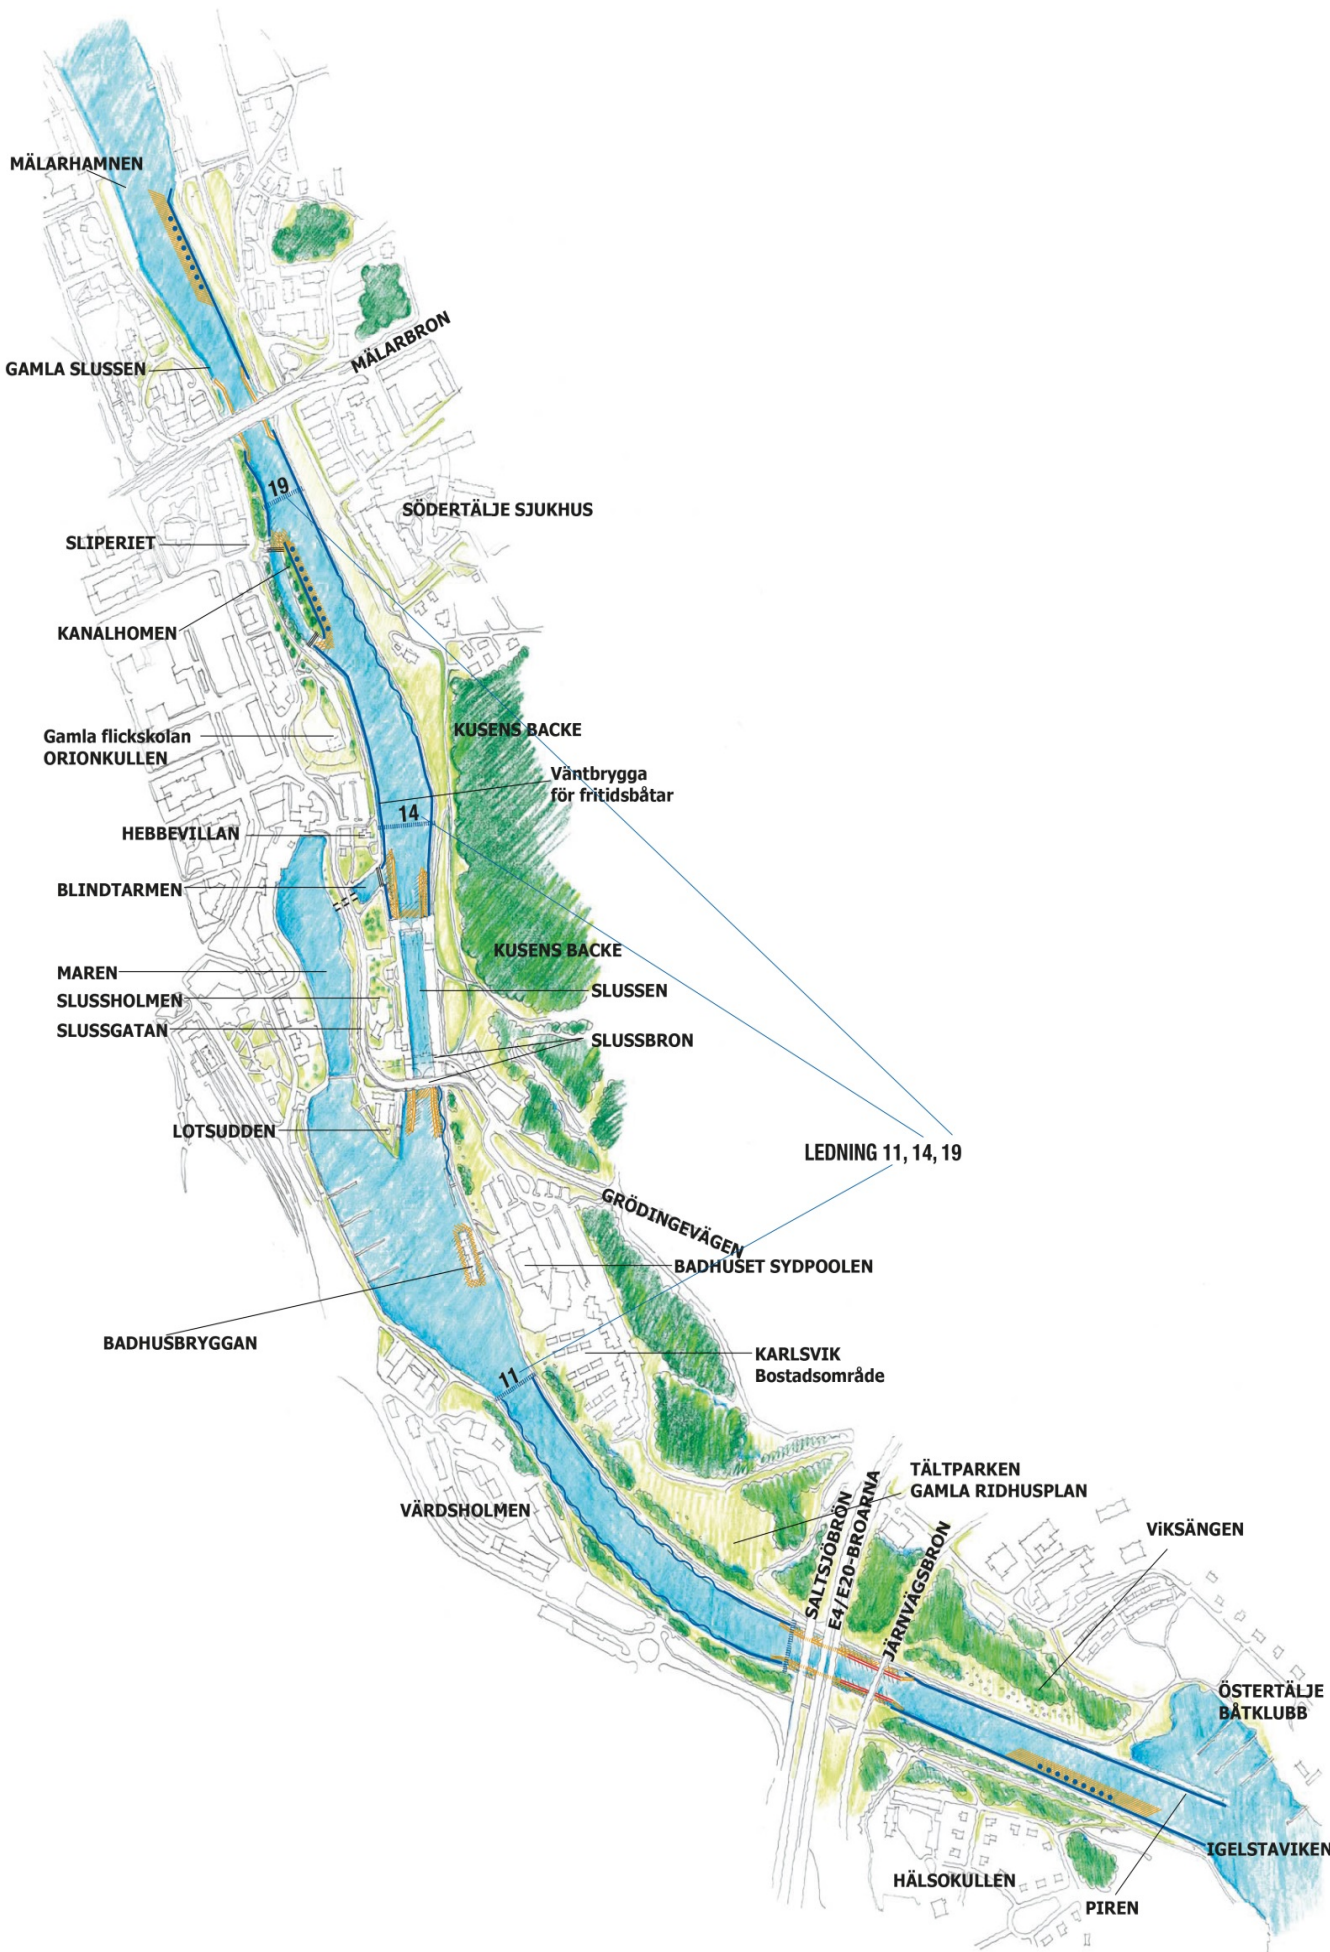 MÄLARHAMNEN
MÄLARBRON
GAMLA SLUSSEN
19
SÖDERTÄLJE SJUKHUS
SLIPERIET
KANALHOMEN
KUSENS BACKE
Gamla flickskolan
ORIONKULLEN
Väntbrygga
för fritidsbåtar
14
HEBBEVILLAN
BLINDTARMEN
KUSENS BACKE
MAREN
SLUSSEN
SLUSSHOLMEN
SLUSSGATAN
SLUSSBRON
LOTSUDDEN
LEDNING 11, 14, 19
GRÖDINGEVÄGEN
BADHUSET SYDPOOLEN
BADHUSBRYGGAN
KARLSVIK
Bostadsområde
11
TÄLTPARKEN
GAMLA RIDHUSPLAN
VÄRDSHOLMEN
ViKSÄNGEN
SALTSJÖBRÖN
E4/E20-BROARNA
JÄRNVÄGSBRON
ÖSTERTÄLJE
BÅTKLUBB
IGELSTAVIKEN
HÄLSOKULLEN
PIREN